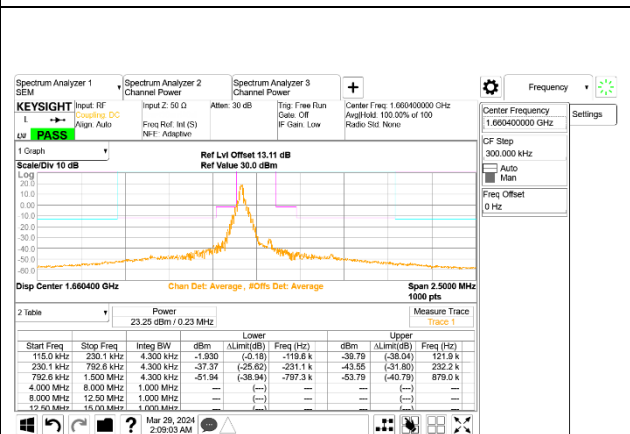 Spectrum Analyzer 1
SEM
Spectrum Analyzer 2
Channel Power
Spectrum Analyzer 3
Channel Power
+
Frequency
KEYSIGHT
Input: RF
Coupling: DC
Align: Auto
Input Z: 50 Ω
Freq Ref: Int (S)
NFE: Adaptive
Atten: 30 dB
Trig: Free Run
Gate: Off
IF Gain: Low
Center Freq: 1.660400000 GHz
Avg|Hold: 100.00% of 100
Radio Std: None
L
LW PASS
Center Frequency
1.660400000 GHz
Settings
CF Step
300.000 kHz
Auto
Man
Freq Offset
0 Hz
1 Graph
Scale/Div 10 dB
Ref Lvl Offset 13.11 dB
Ref Value 30.0 dBm
Log
20.0
10.0
0.00
-10.0
-20.0
-30.0
-40.0
-50.0
-60.0
Disp Center 1.660400 GHz
Chan Det: Average , #Offs Det: Average
Span 2.5000 MHz
1000 pts
2 Table
Power
23.25 dBm / 0.23 MHz
Measure Trace
Trace 1
Lower Upper
Start Freq Stop Freq Integ BW dBm ΔLimit(dB) Freq (Hz) dBm ΔLimit(dB) Freq (Hz)
115.0 kHz 230.1 kHz 4.300 kHz -1.930 (-0.18) -119.6 k -39.79 (-38.04) 121.9 k
230.1 kHz 792.6 kHz 4.300 kHz -37.37 (-25.62) -231.1 k -43.55 (-31.80) 232.2 k
792.6 kHz 1.500 MHz 4.300 kHz -51.94 (-38.94) -797.3 k -53.79 (-40.79) 879.0 k
4.000 MHz 8.000 MHz 1.000 MHz --- (---) --- --- (---) ---
8.000 MHz 12.50 MHz 1.000 MHz --- (---) --- --- (---) ---
12.50 MHz 15.00 MHz 1.000 MHz --- (---) --- --- (---) ---
?
Mar 29, 2024
2:09:03 AM